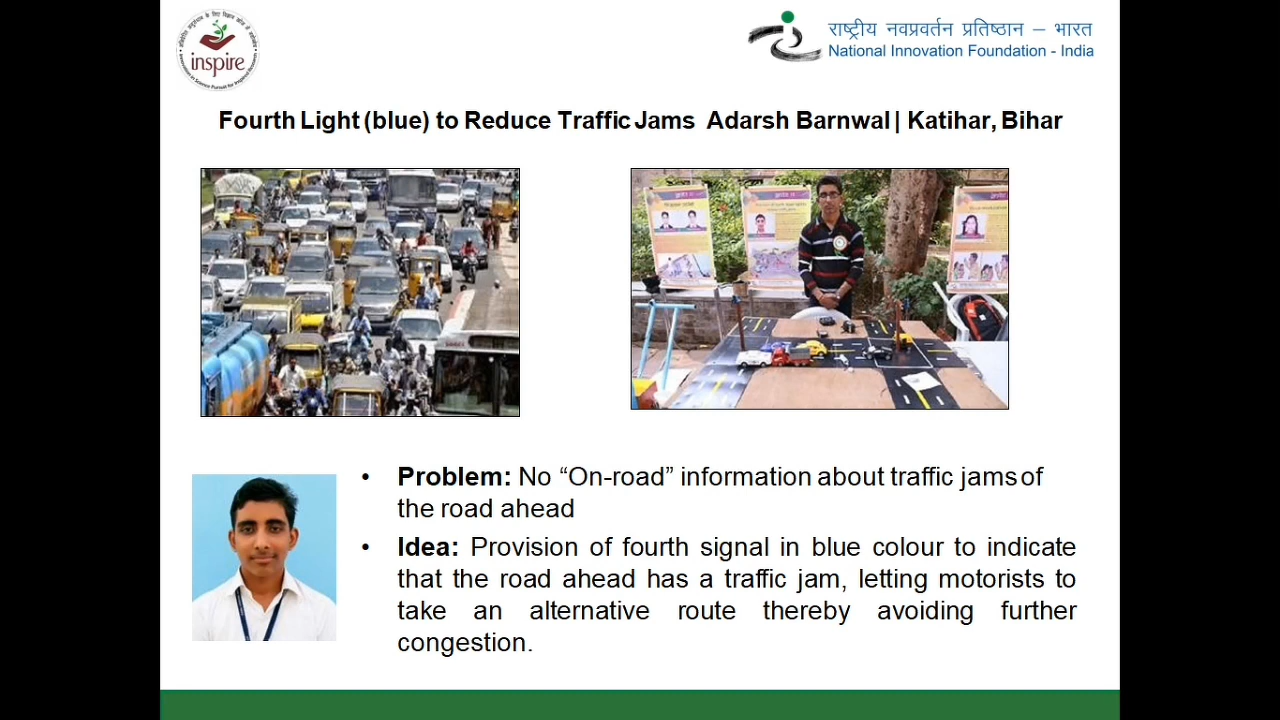 inspire
राष्ट्रीय नवप्रवर्तन प्रतिष्ठान – भारत
National Innovation Foundation - India
Fourth Light (blue) to Reduce Traffic Jams Adarsh Barnwal | Katihar, Bihar
• Problem: No “On-road” information about traffic jams of
the road ahead
• Idea: Provision of fourth signal in blue colour to indicate
that the road ahead has a traffic jam, letting motorists to
take an alternative route thereby avoiding further
congestion.